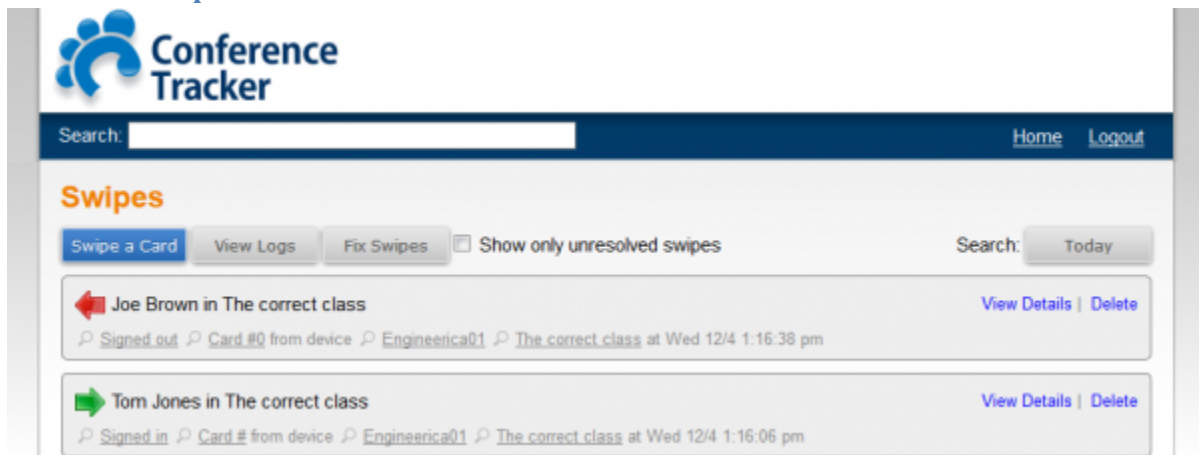 Conference
Tracker
Search: Home Logout
Swipes
Swipe a Card View Logs Fix Swipes Show only unresolved swipes Search: Today
Joe Brown in The correct class View Details | Delete
Signed out Card #0 from device Engineerica01 The correct class at Wed 12/4 1:16:38 pm
Tom Jones in The correct class View Details | Delete
Signed in Card # from device Engineerica01 The correct class at Wed 12/4 1:16:06 pm